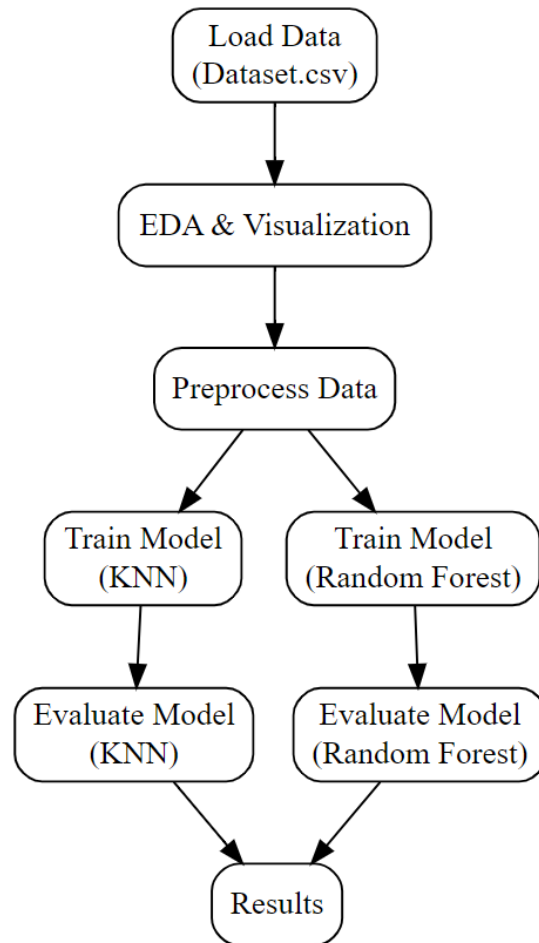 Load Data
(Dataset.csv)
EDA & Visualization
Preprocess Data
Train Model
(KNN)
Train Model
(Random Forest)
Evaluate Model
(KNN)
Evaluate Model
(Random Forest)
Results